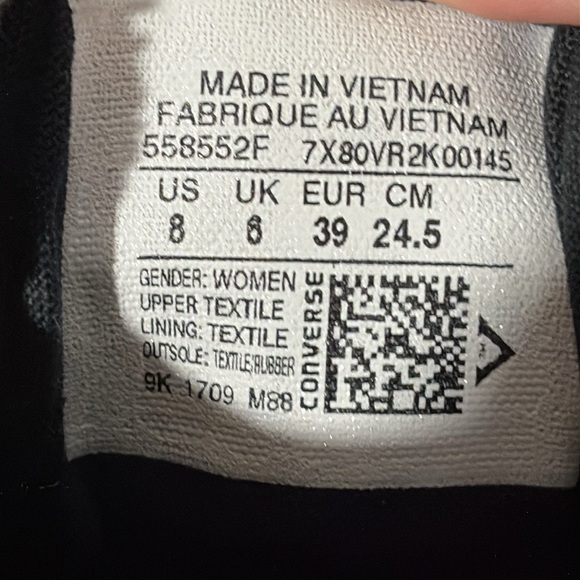 MADE IN VIETNAM
FABRIQUE AU VIETNAM
558552F 7X80VR2K00145
US UK EUR CM
8 6 39 24.5
GENDER: WOMEN
UPPER TEXTILE
LINING: TEXTILE
OUTSOLE: TEXTILE/RUBBER
9K 1709 M88
CONVERSE